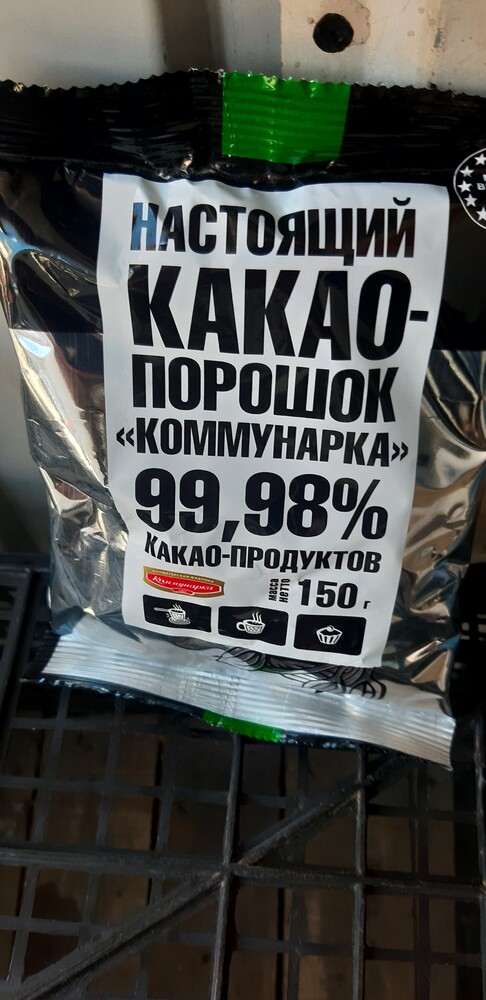 НАСТОЯЩИЙ
КАКАО-
ПОРОШОК
«КОММУНАРКА»
99,98%
КАКАО-ПРОДУКТОВ
Коммунарка
масса
нетто
150 г